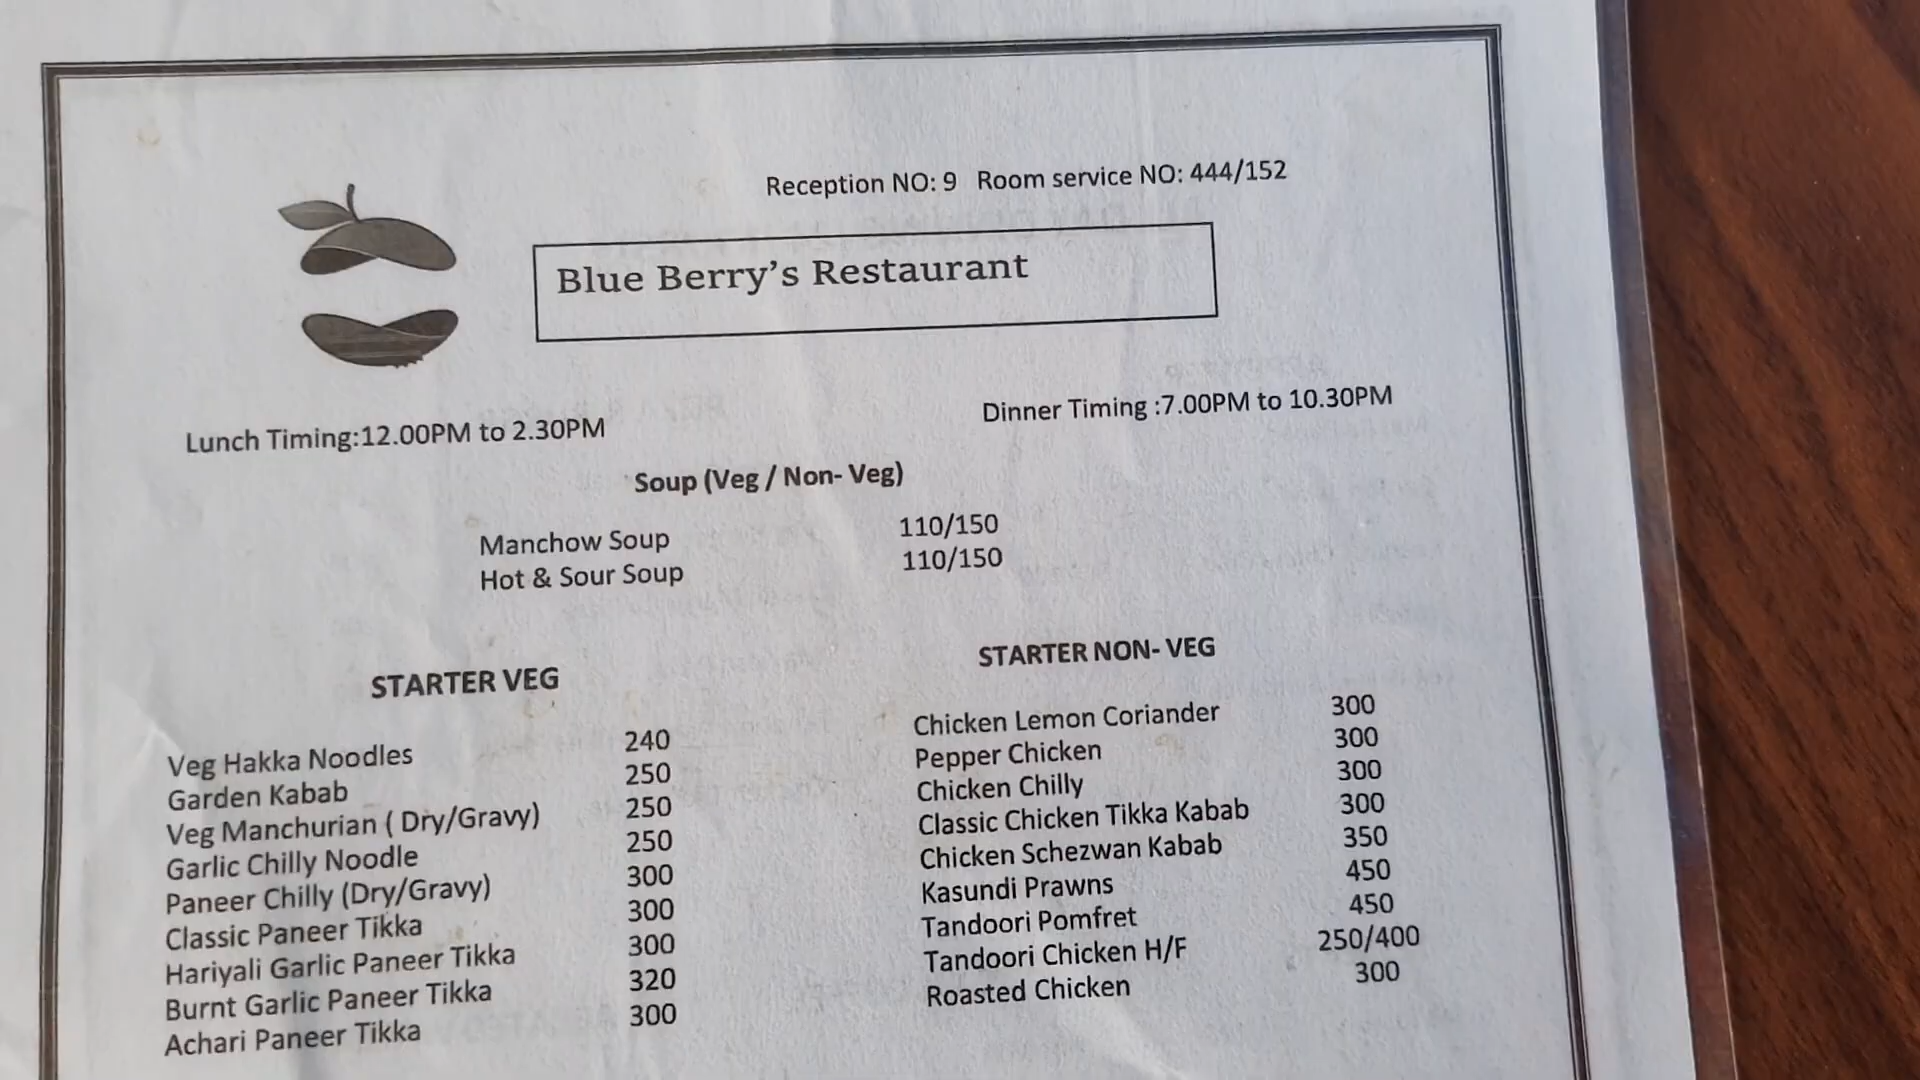 Reception NO: 9 Room service NO: 444/152
Blue Berry's Restaurant
Lunch Timing:12.00PM to 2.30PM
Dinner Timing :7.00PM to 10.30PM
Soup (Veg / Non- Veg)
Manchow Soup 110/150
Hot & Sour Soup 110/150
STARTER VEG
Veg Hakka Noodles 240
Garden Kabab 250
Veg Manchurian ( Dry/Gravy) 250
Garlic Chilly Noodle 250
Paneer Chilly (Dry/Gravy) 300
Classic Paneer Tikka 300
Hariyali Garlic Paneer Tikka 300
Burnt Garlic Paneer Tikka 320
Achari Paneer Tikka 300
STARTER NON- VEG
Chicken Lemon Coriander 300
Pepper Chicken 300
Chicken Chilly 300
Classic Chicken Tikka Kabab 300
Chicken Schezwan Kabab 350
Kasundi Prawns 450
Tandoori Pomfret 450
Tandoori Chicken H/F 250/400
Roasted Chicken 300